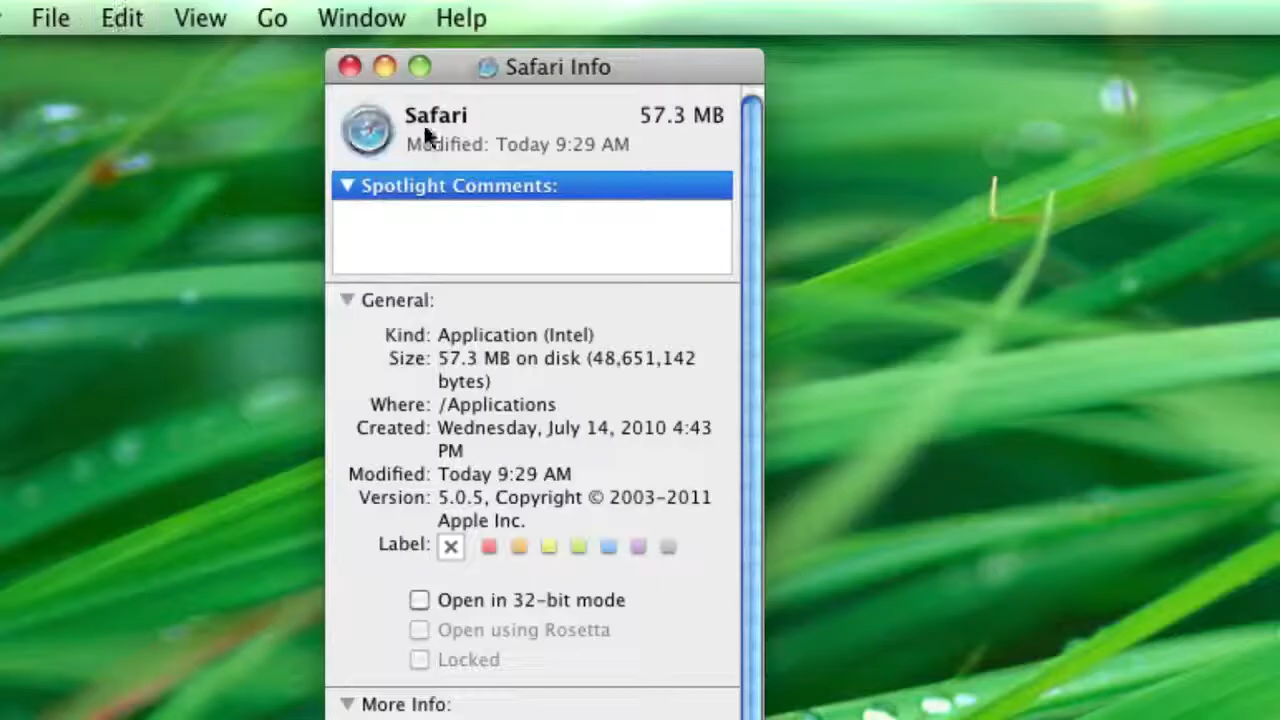 File Edit View Go Window Help
Safari Info
Safari 57.3 MB
Modified: Today 9:29 AM
Spotlight Comments:
General:
Kind: Application (Intel)
Size: 57.3 MB on disk (48,651,142
bytes)
Where: /Applications
Created: Wednesday, July 14, 2010 4:43
PM
Modified: Today 9:29 AM
Version: 5.0.5, Copyright © 2003-2011
Apple Inc.
Label:
Open in 32-bit mode
Open using Rosetta
Locked
More Info: